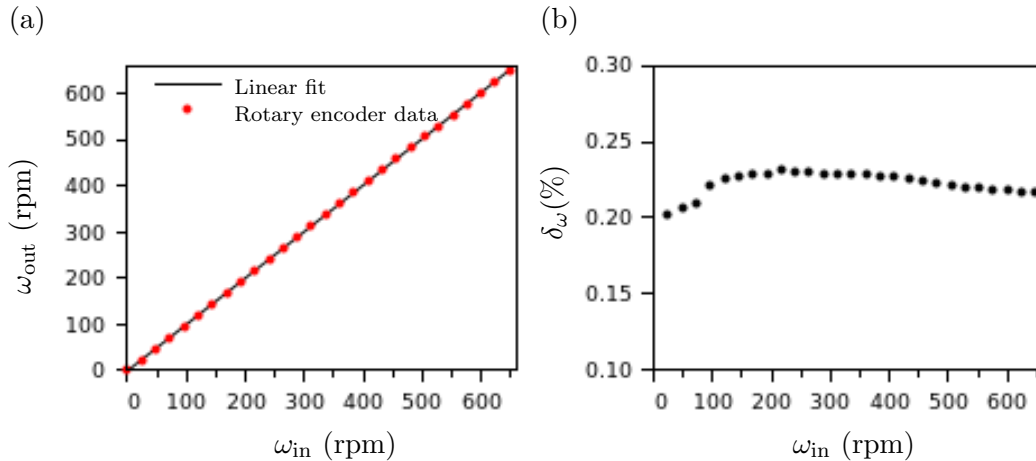 (a)
600
500
400
300
200
100
0
ω_out (rpm)
Linear fit
Rotary encoder data
0 100 200 300 400 500 600
ω_in (rpm)
(b)
0.30
0.25
0.20
0.15
0.10
δ_ω(%)
0 100 200 300 400 500 600
ω_in (rpm)